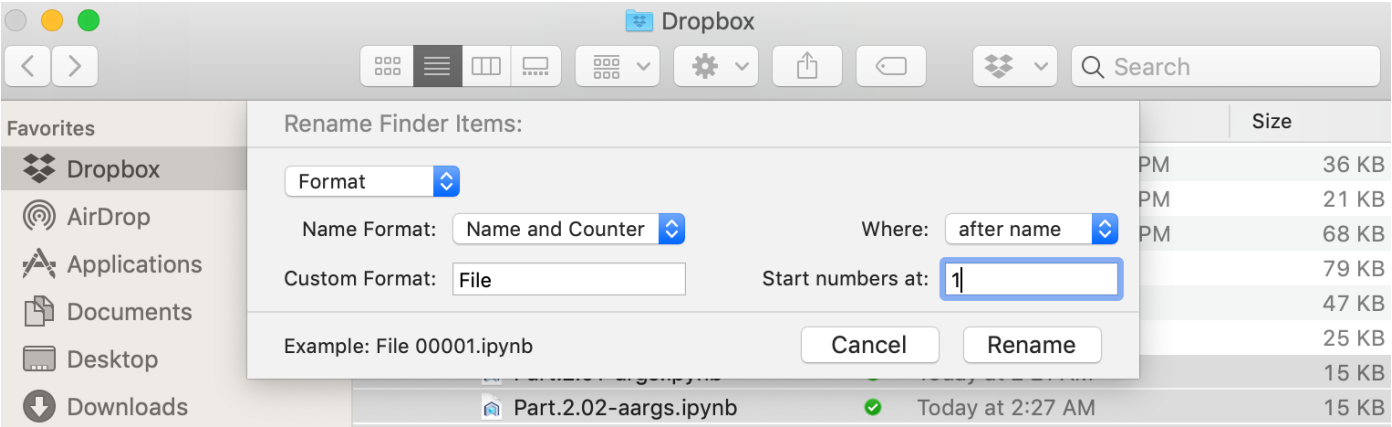 Dropbox
Search
Favorites
Dropbox
AirDrop
Applications
Documents
Desktop
Downloads
Rename Finder Items:
Format
Name Format: Name and Counter Where: after name
Custom Format: File Start numbers at: 1
Example: File 00001.ipynb Cancel Rename
Size
PM 36 KB
PM 21 KB
PM 68 KB
79 KB
47 KB
25 KB
15 KB
Part.2.02-aargs.ipynb Today at 2:27 AM 15 KB